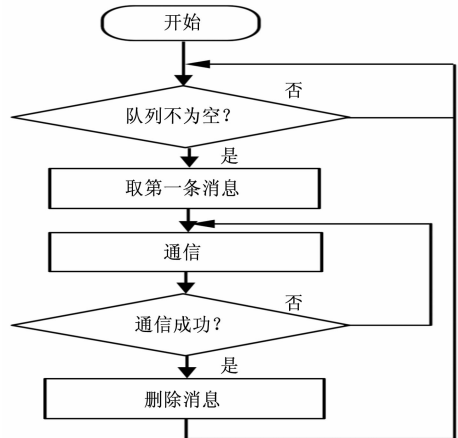 开始
队列不为空?
否
是
取第一条消息
通信
通信成功?
否
是
删除消息